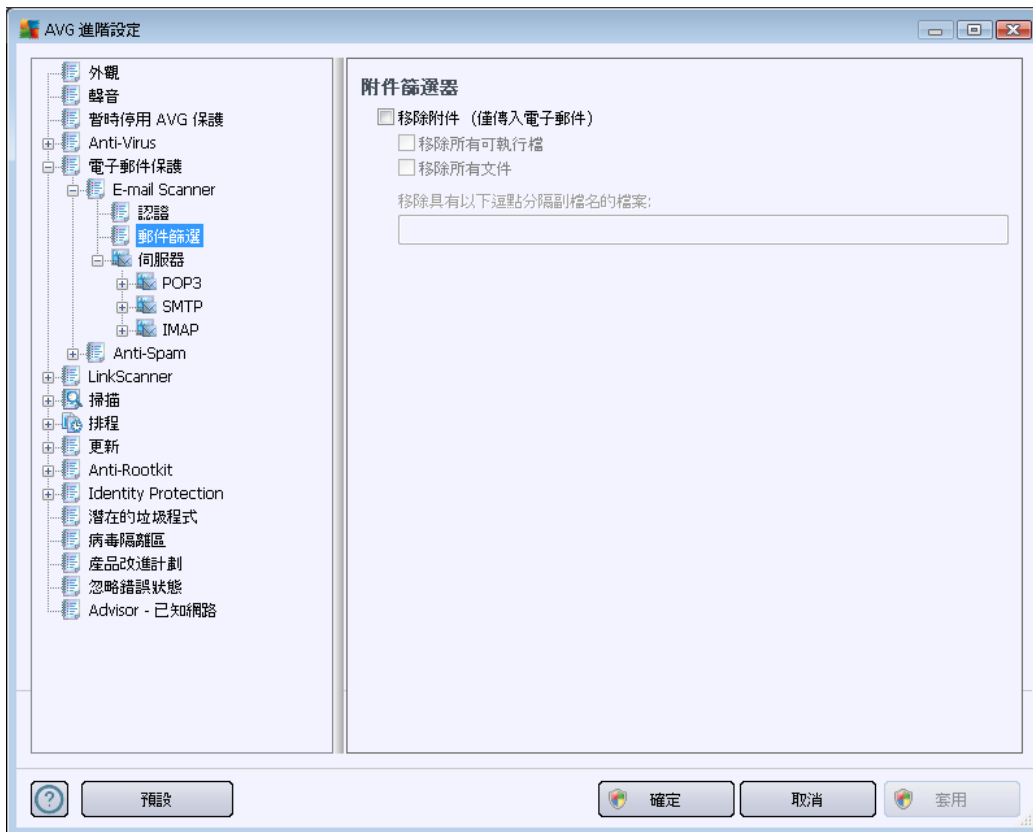 AVG 進階設定
外觀
聲音
暫時停用 AVG 保護
Anti-Virus
電子郵件保護
E-mail Scanner
認證
郵件篩選
伺服器
POP3
SMTP
IMAP
Anti-Spam
LinkScanner
掃描
排程
更新
Anti-Rootkit
Identity Protection
潛在的垃圾程式
病毒隔離區
產品改進計劃
忽略錯誤狀態
Advisor - 已知網路
附件篩選器
移除附件（僅傳入電子郵件）
移除所有可執行檔
移除所有文件
移除具有以下逗點分隔副檔名的檔案:
預設
確定
取消
套用